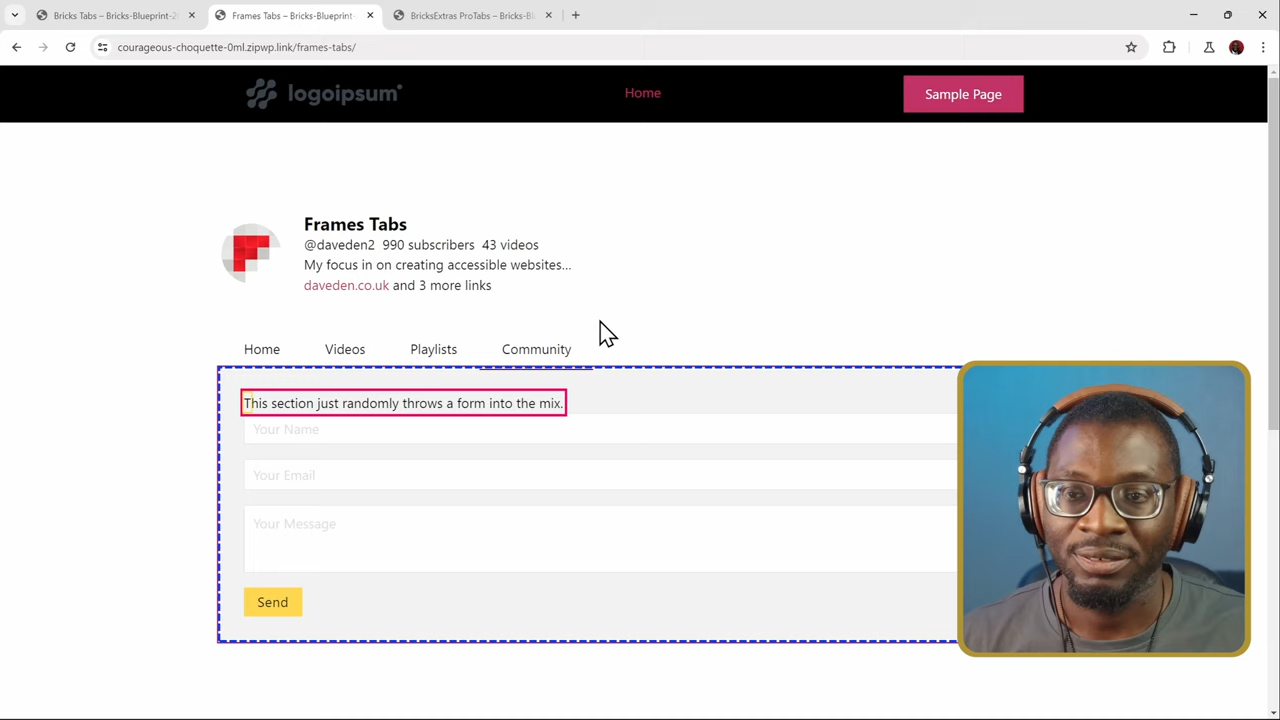 Bricks Tabs – Bricks-Blueprint-2
Frames Tabs – Bricks-Blueprint-
BricksExtras ProTabs – Bricks-Bl
courageous-choquette-0ml.zipwp.link/frames-tabs/
logoipsum
Home
Sample Page
Frames Tabs
@daveden2 990 subscribers 43 videos
My focus in on creating accessible websites...
daveden.co.uk and 3 more links
Home Videos Playlists Community
This section just randomly throws a form into the mix.
Your Name
Your Email
Your Message
Send